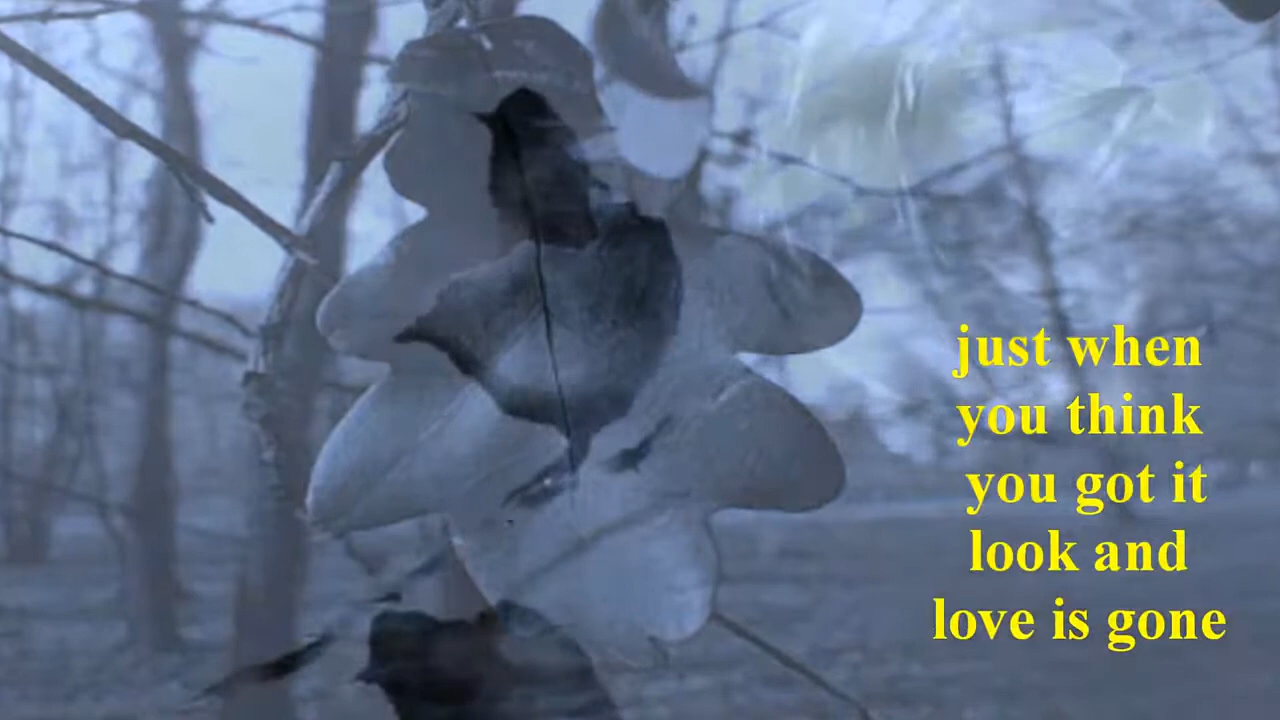 just when
you think
you got it
look and
love is gone